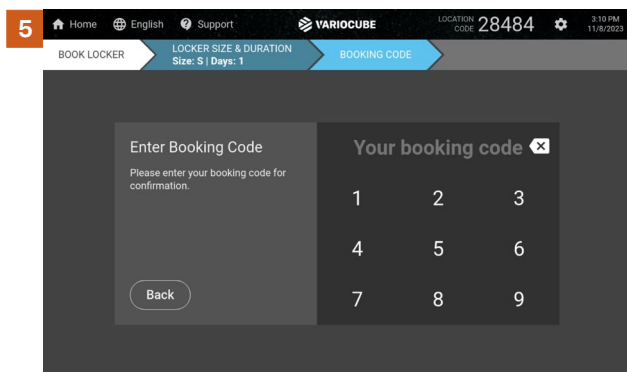 5
Home English Support VARIOCUBE LOCATION CODE 28484 3:10 PM 11/8/2023
BOOK LOCKER
LOCKER SIZE & DURATION
Size: S | Days: 1
BOOKING CODE
Enter Booking Code
Please enter your booking code for
confirmation.
Back
Your booking code
1 2 3
4 5 6
7 8 9